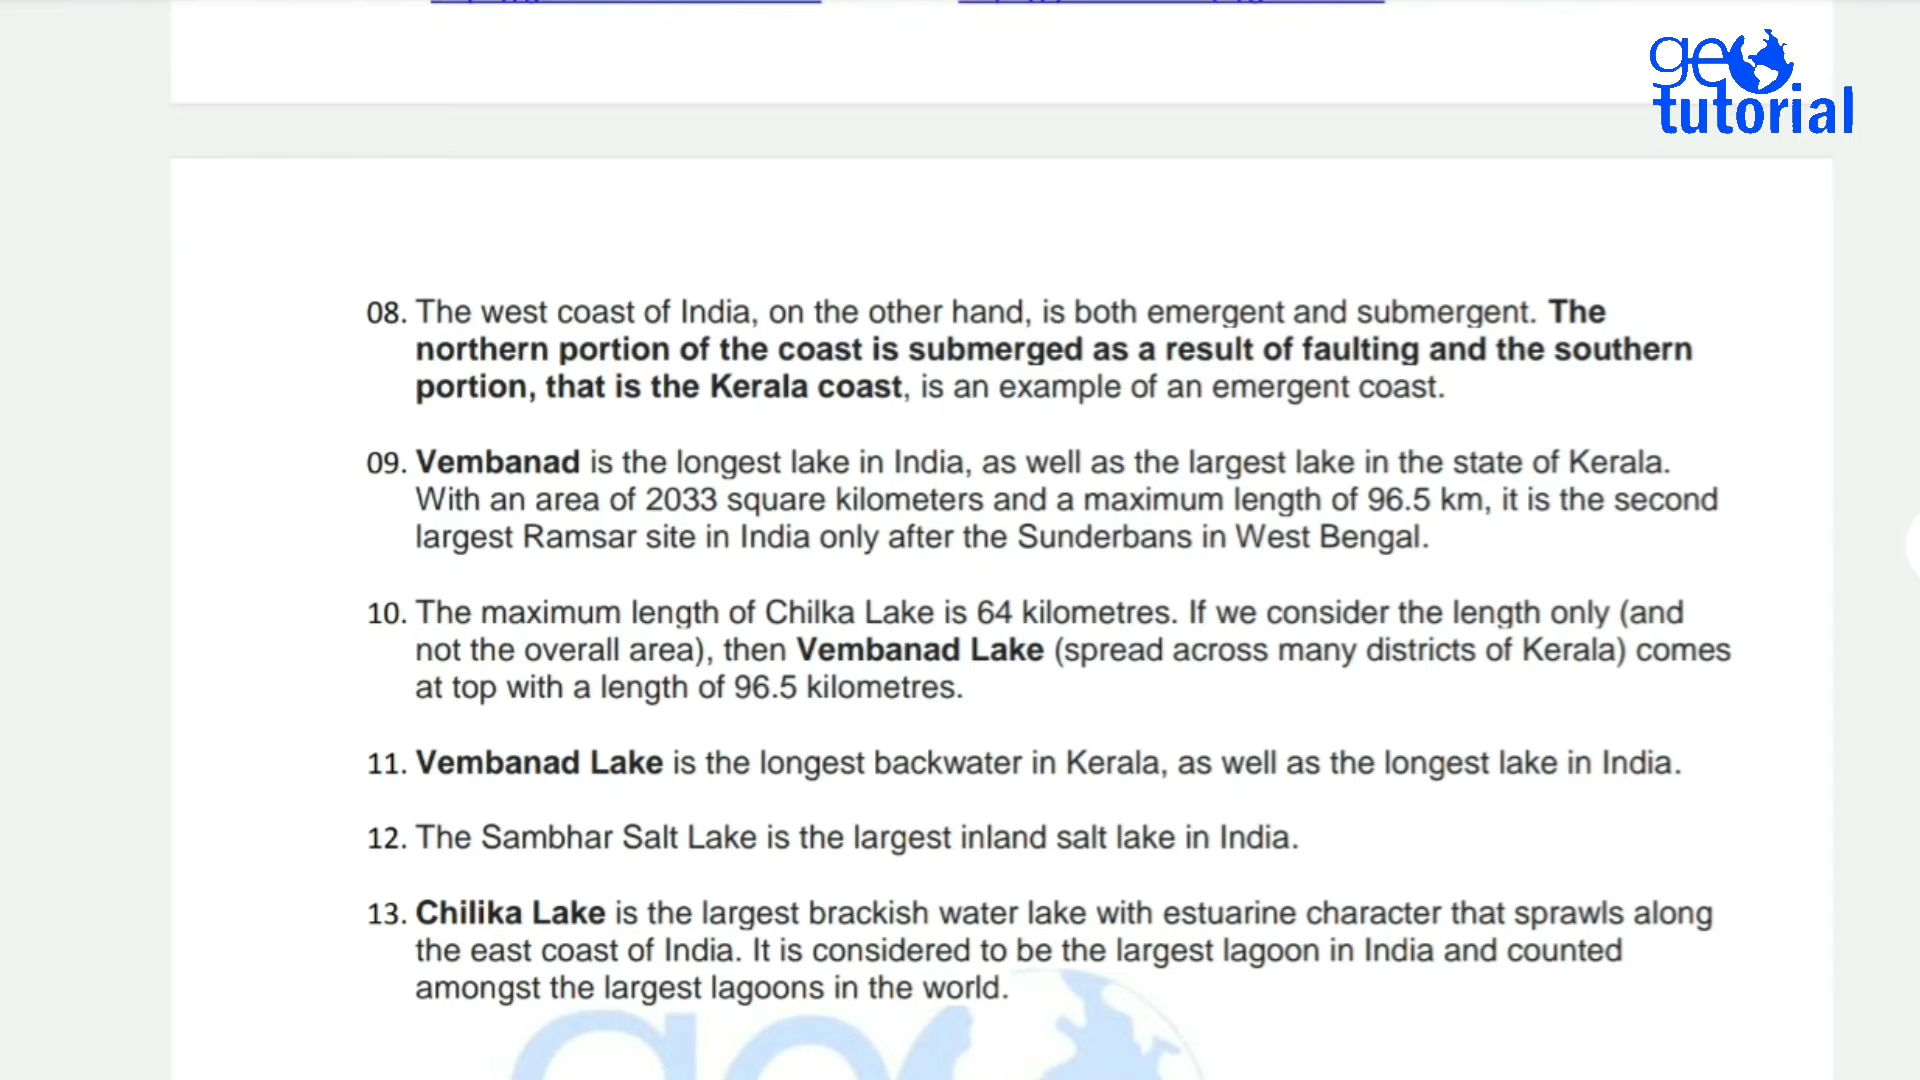 geo
tutorial
08. The west coast of India, on the other hand, is both emergent and submergent. The
northern portion of the coast is submerged as a result of faulting and the southern
portion, that is the Kerala coast, is an example of an emergent coast.
09. Vembanad is the longest lake in India, as well as the largest lake in the state of Kerala.
With an area of 2033 square kilometers and a maximum length of 96.5 km, it is the second
largest Ramsar site in India only after the Sunderbans in West Bengal.
10. The maximum length of Chilka Lake is 64 kilometres. If we consider the length only (and
not the overall area), then Vembanad Lake (spread across many districts of Kerala) comes
at top with a length of 96.5 kilometres.
11. Vembanad Lake is the longest backwater in Kerala, as well as the longest lake in India.
12. The Sambhar Salt Lake is the largest inland salt lake in India.
13. Chilika Lake is the largest brackish water lake with estuarine character that sprawls along
the east coast of India. It is considered to be the largest lagoon in India and counted
amongst the largest lagoons in the world.